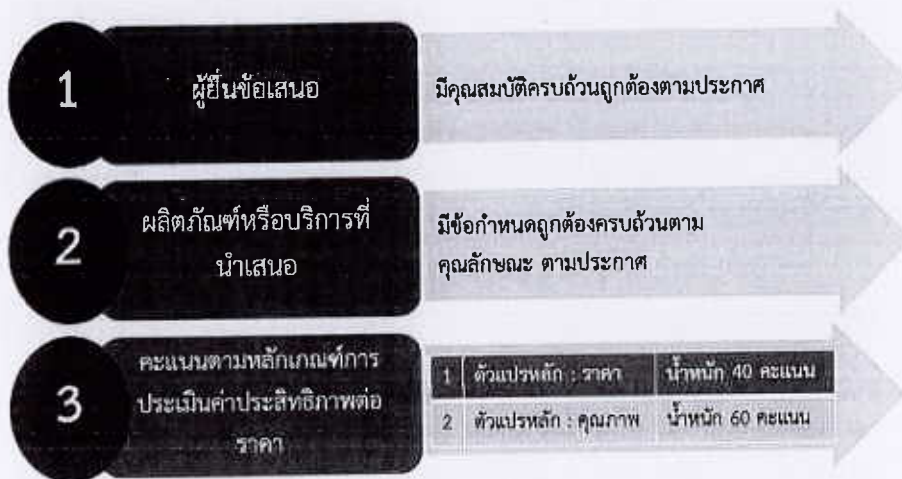 1
ผู้ยื่นข้อเสนอ
มีคุณสมบัติครบถ้วนถูกต้องตามประกาศ
2
ผลิตภัณฑ์หรือบริการที่
นำเสนอ
มีข้อกำหนดถูกต้องครบถ้วนตาม
คุณลักษณะ ตามประกาศ
3
คะแนนตามหลักเกณฑ์การ
ประเมินค่าประสิทธิภาพต่อ
ราคา
1 ตัวแปรหลัก : ราคา น้ำหนัก 40 คะแนน
2 ตัวแปรหลัก : คุณภาพ น้ำหนัก 60 คะแนน